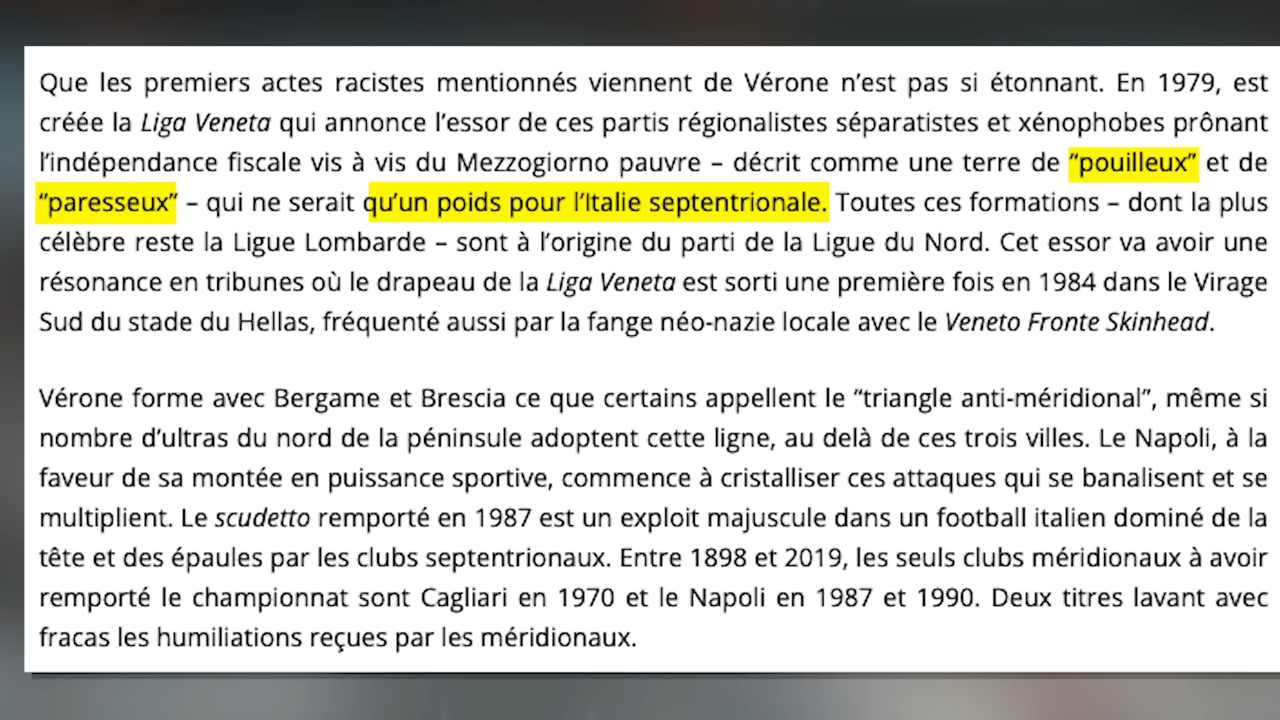 Que les premiers actes racistes mentionnés viennent de Vérone n’est pas si étonnant. En 1979, est
créée la Liga Veneta qui annonce l’essor de ces partis régionalistes séparatistes et xénophobes prônant
l’indépendance fiscale vis à vis du Mezzogiorno pauvre – décrit comme une terre de “pouilleux” et de
“paresseux” – qui ne serait qu’un poids pour l’Italie septentrionale. Toutes ces formations – dont la plus
célèbre reste la Ligue Lombarde – sont à l’origine du parti de la Ligue du Nord. Cet essor va avoir une
résonance en tribunes où le drapeau de la Liga Veneta est sorti une première fois en 1984 dans le Virage
Sud du stade du Hellas, fréquenté aussi par la fange néo-nazie locale avec le Veneto Fronte Skinhead.
Vérone forme avec Bergame et Brescia ce que certains appellent le “triangle anti-méridional”, même si
nombre d’ultras du nord de la péninsule adoptent cette ligne, au delà de ces trois villes. Le Napoli, à la
faveur de sa montée en puissance sportive, commence à cristalliser ces attaques qui se banalisent et se
multiplient. Le scudetto remporté en 1987 est un exploit majuscule dans un football italien dominé de la
tête et des épaules par les clubs septentrionaux. Entre 1898 et 2019, les seuls clubs méridionaux à avoir
remporté le championnat sont Cagliari en 1970 et le Napoli en 1987 et 1990. Deux titres lavant avec
fracas les humiliations reçues par les méridionaux.